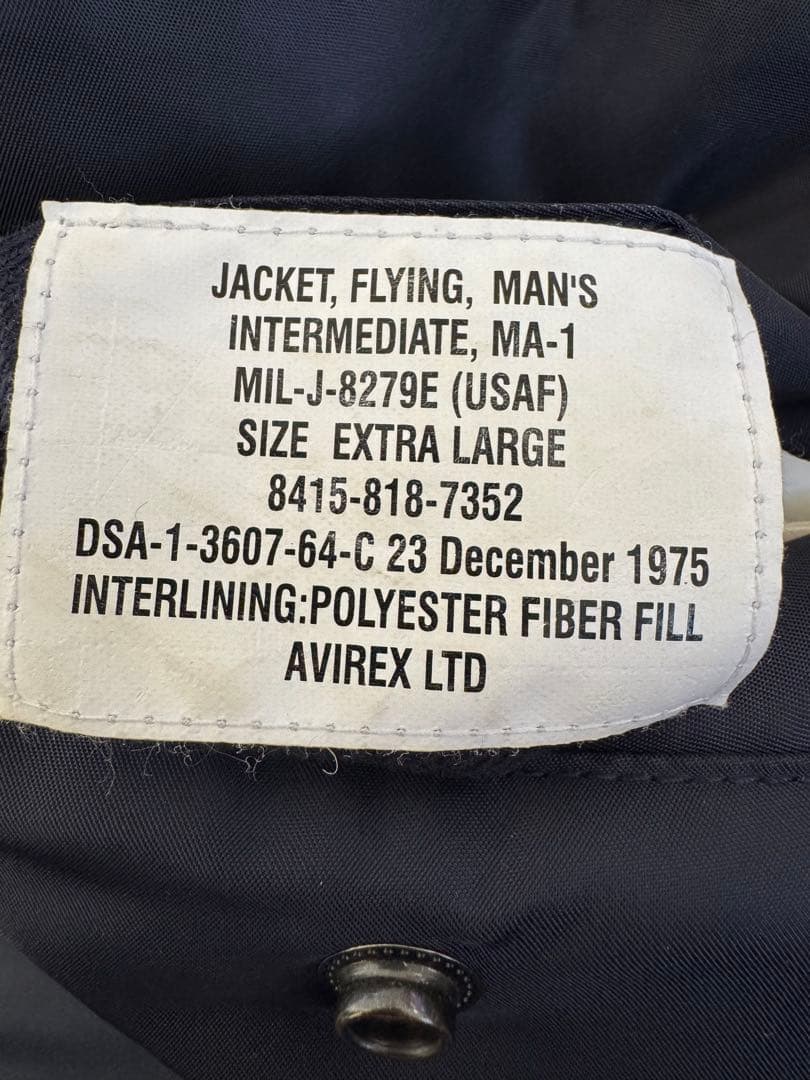 JACKET, FLYING, MAN'S
INTERMEDIATE, MA-1
MIL-J-8279E (USAF)
SIZE EXTRA LARGE
8415-818-7352
DSA-1-3607-64-C 23 December 1975
INTERLINING:POLYESTER FIBER FILL
AVIREX LTD